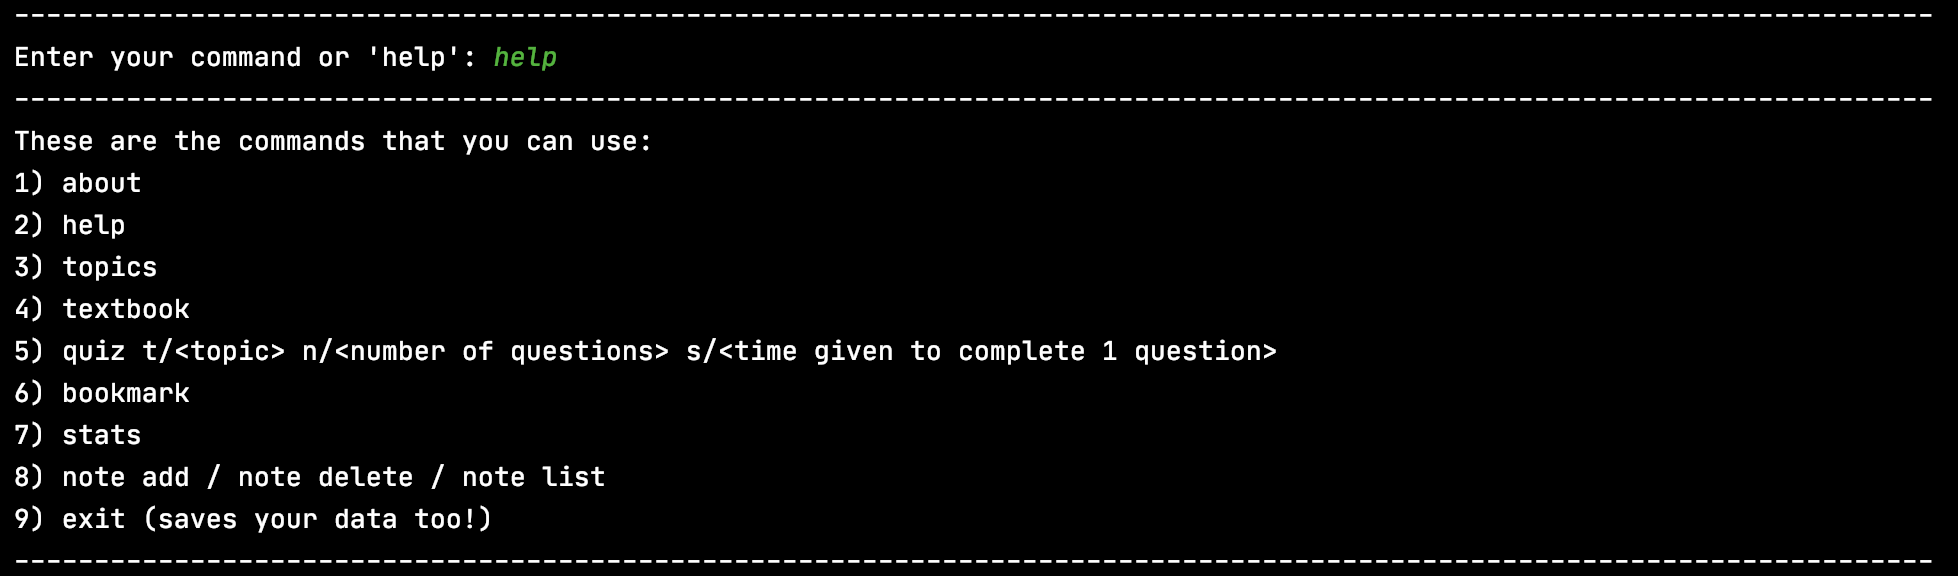 ------------------------------------------------------------------------------------------------------------------------
Enter your command or 'help': help
------------------------------------------------------------------------------------------------------------------------
These are the commands that you can use:
1) about
2) help
3) topics
4) textbook
5) quiz t/<topic> n/<number of questions> s/<time given to complete 1 question>
6) bookmark
7) stats
8) note add / note delete / note list
9) exit (saves your data too!)
------------------------------------------------------------------------------------------------------------------------